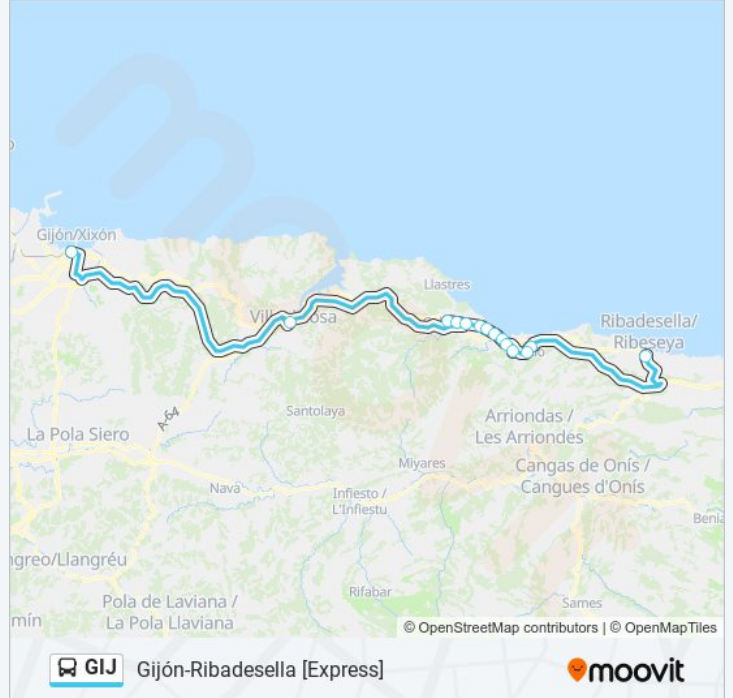 Gijón/Xixón
Llastres
Ribadesella/
Ribeseya
A-64
Santolaya
Arriondas /
Les Arriondes
La Pola Siero
Miyares
Cangas de Onís /
Cangues d'Onís
Nava
Infiesto /
L'Infiestu
Benia
ngreo/Llangréu
Rifabar
Pola de Laviana /
La Pola Llaviana
Sames
mín
© OpenStreetMap contributors | © OpenMapTiles
GIJ Gijón-Ribadesella [Express]
moovit